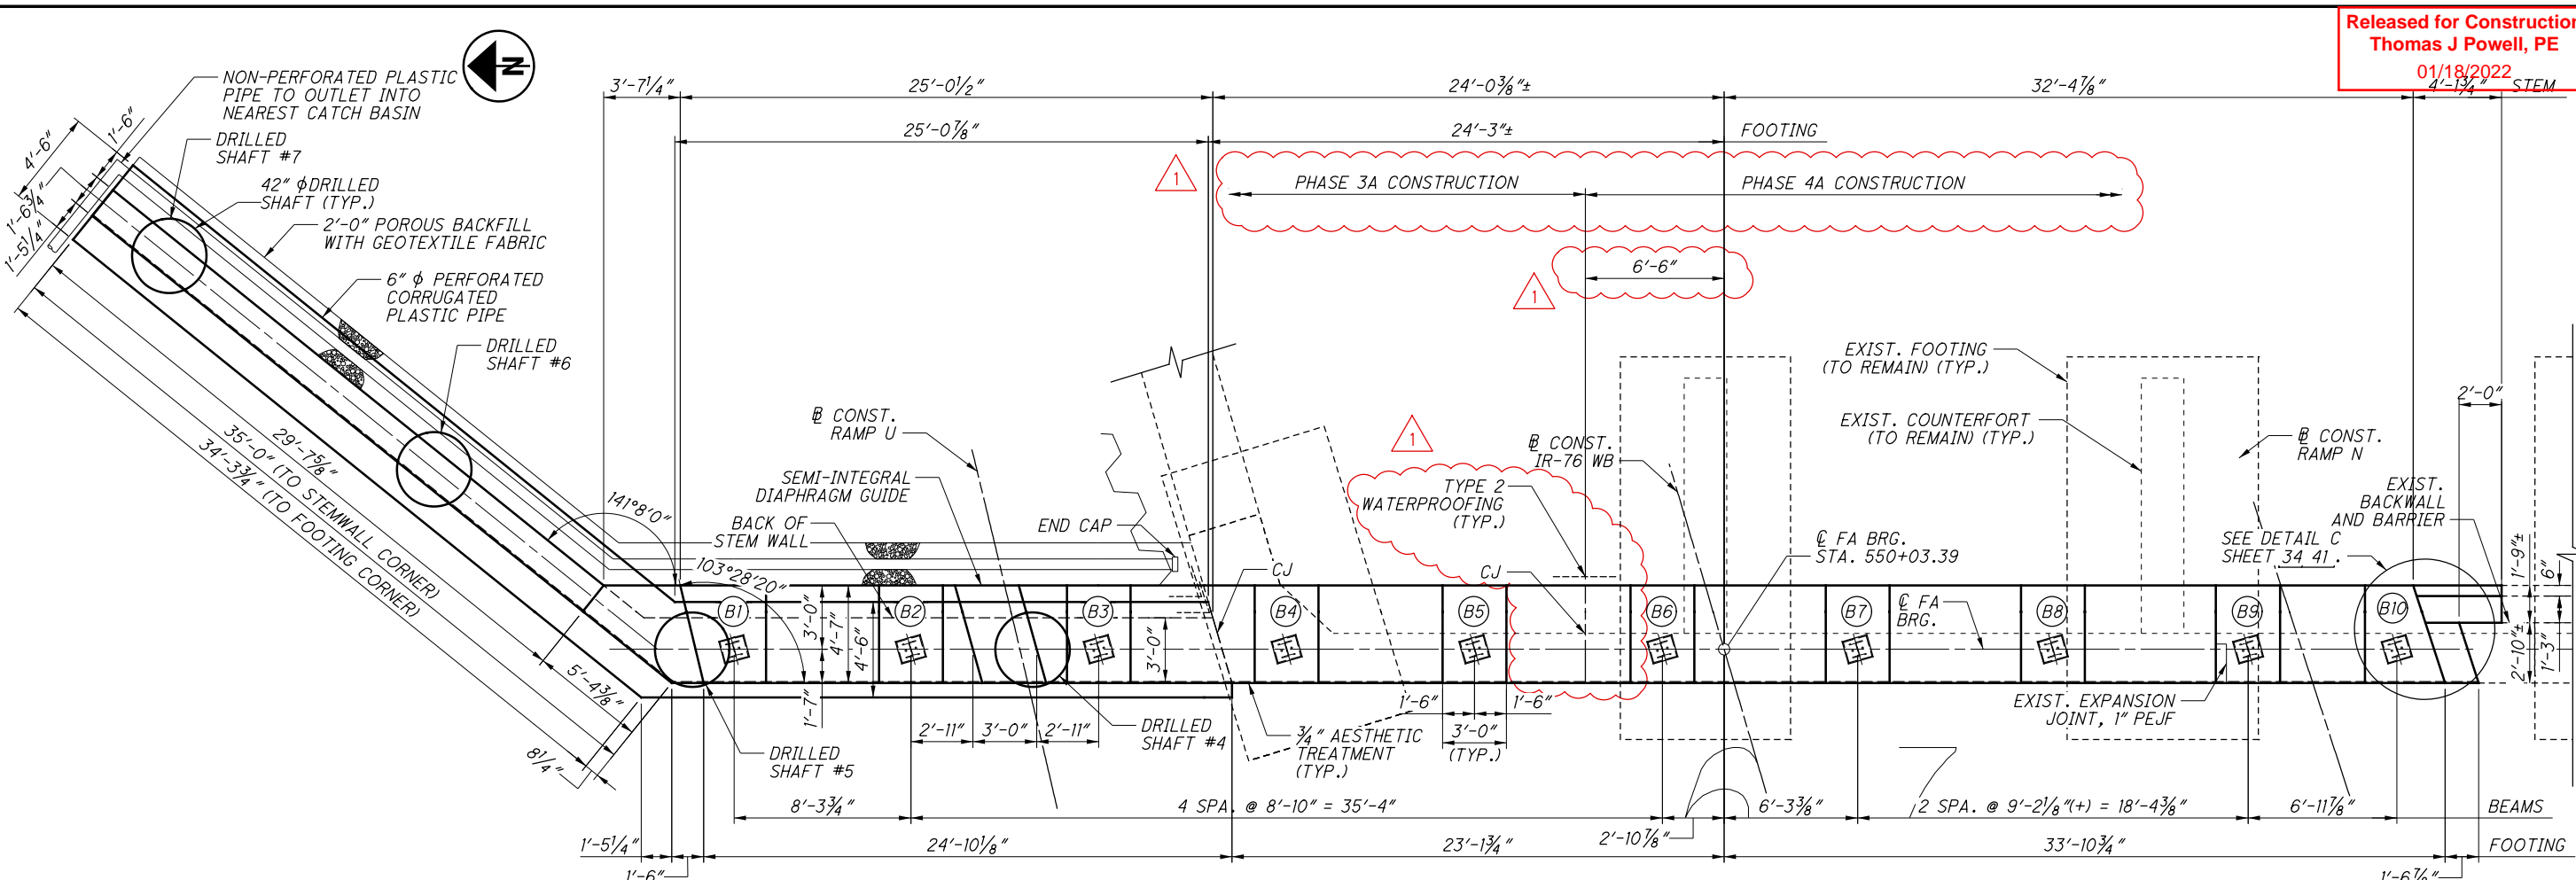 Released for Construction
Thomas J Powell, PE
01/18/2022
N
3'-7¼"
25'-0½"
24'-0⅜"±
32'-4⅞"
4'-1¾"
STEM
25'-0⅞"
24'-3"±
FOOTING
NON-PERFORATED PLASTIC
PIPE TO OUTLET INTO
NEAREST CATCH BASIN
DRILLED
SHAFT #7
42" ϕ DRILLED
SHAFT (TYP.)
2'-0" POROUS BACKFILL
WITH GEOTEXTILE FABRIC
6" ϕ PERFORATED
CORRUGATED
PLASTIC PIPE
DRILLED
SHAFT #6
4'-6"
1'-6"
1'-6¾"
1'-5¼"
1
PHASE 3A CONSTRUCTION
PHASE 4A CONSTRUCTION
6'-6"
1
EXIST. FOOTING
(TO REMAIN) (TYP.)
EXIST. COUNTERFORT
(TO REMAIN) (TYP.)
2'-0"
℄ CONST.
RAMP U
SEMI-INTEGRAL
DIAPHRAGM GUIDE
BACK OF
STEM WALL
END CAP
1
TYPE 2
WATERPROOFING
(TYP.)
℄ CONST.
IR-76 WB
℄ CONST.
RAMP N
EXIST.
BACKWALL
AND BARRIER
SEE DETAIL C
SHEET 34 41 .
℄ FA BRG.
STA. 550+03.39
℄ FA
BRG.
CJ
CJ
141°8'0"
103°28'20"
29'-7⅝"
35'-0" (TO STEMWALL CORNER)
34'-3¾" (TO FOOTING CORNER)
5'-4⅜"
8¼"
B1
B2
B3
B4
B5
B6
B7
B8
B9
B10
3'-0"
4'-7"
4'-6"
1'-7"
3'-0"
1'-9"±
6"
2'-10"±
1'-3"
2'-11"
3'-0"
2'-11"
DRILLED
SHAFT #4
DRILLED
SHAFT #5
¾" AESTHETIC
TREATMENT
(TYP.)
1'-6"
1'-6"
3'-0"
(TYP.)
EXIST. EXPANSION
JOINT, 1" PEJF
8'-3¾"
4 SPA. @ 8'-10" = 35'-4"
6'-3⅜"
2 SPA. @ 9'-2⅛"(+) = 18'-4⅜"
6'-11⅞"
BEAMS
1'-5¼"
24'-10⅛"
23'-1¾"
2'-10⅞"
33'-10¾"
FOOTING
1'-6"
1'-6⅞"